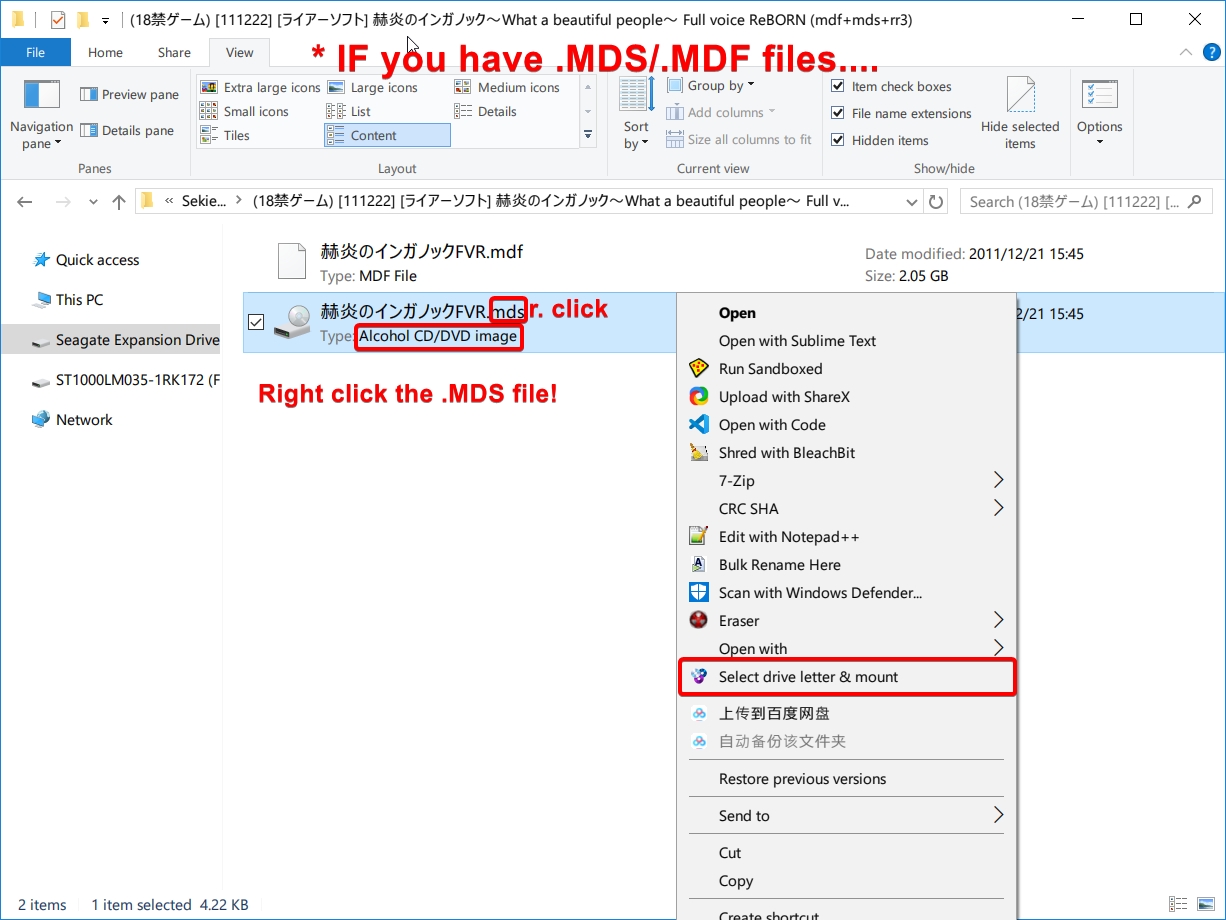 (18禁ゲーム) [111222] [ライアーソフト] 赫炎のインガノック～What a beautiful people～ Full voice ReBORN (mdf+mds+rr3)
File Home Share View
* IF you have .MDS/.MDF files....
Navigation pane
Preview pane
Details pane
Panes
Extra large icons Large icons Medium icons
Small icons List Details
Tiles Content
Layout
Sort by
Group by
Add columns
Size all columns to fit
Current view
Item check boxes
File name extensions
Hidden items
Hide selected items
Show/hide
Options
« Sekie... > (18禁ゲーム) [111222] [ライアーソフト] 赫炎のインガノック～What a beautiful people～ Full v...
Search (18禁ゲーム) [111222] [...
Quick access
This PC
Seagate Expansion Drive
ST1000LM035-1RK172 (F
Network
赫炎のインガノックFVR.mdf
Type: MDF File
Date modified: 2011/12/21 15:45
Size: 2.05 GB
赫炎のインガノックFVR.mds
r. click
Type: Alcohol CD/DVD image
2/21 15:45
Right click the .MDS file!
Open
Open with Sublime Text
Run Sandboxed
Upload with ShareX
Open with Code
Shred with BleachBit
7-Zip
CRC SHA
Edit with Notepad++
Bulk Rename Here
Scan with Windows Defender...
Eraser
Open with
Select drive letter & mount
上传到百度网盘
自动备份该文件夹
Restore previous versions
Send to
Cut
Copy
Create shortcut
2 items 1 item selected 4.22 KB